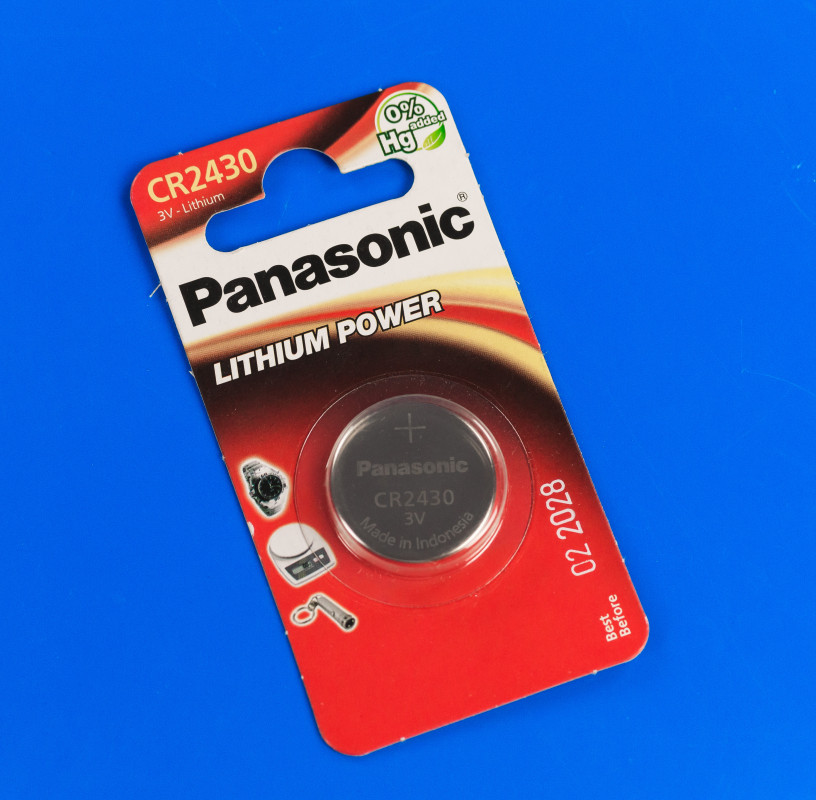 0%
added
Hg
CR2430
3V - Lithium
Panasonic®
LITHIUM POWER
+
Panasonic
CR2430
3V
Made in Indonesia
02 2028
Best
Before